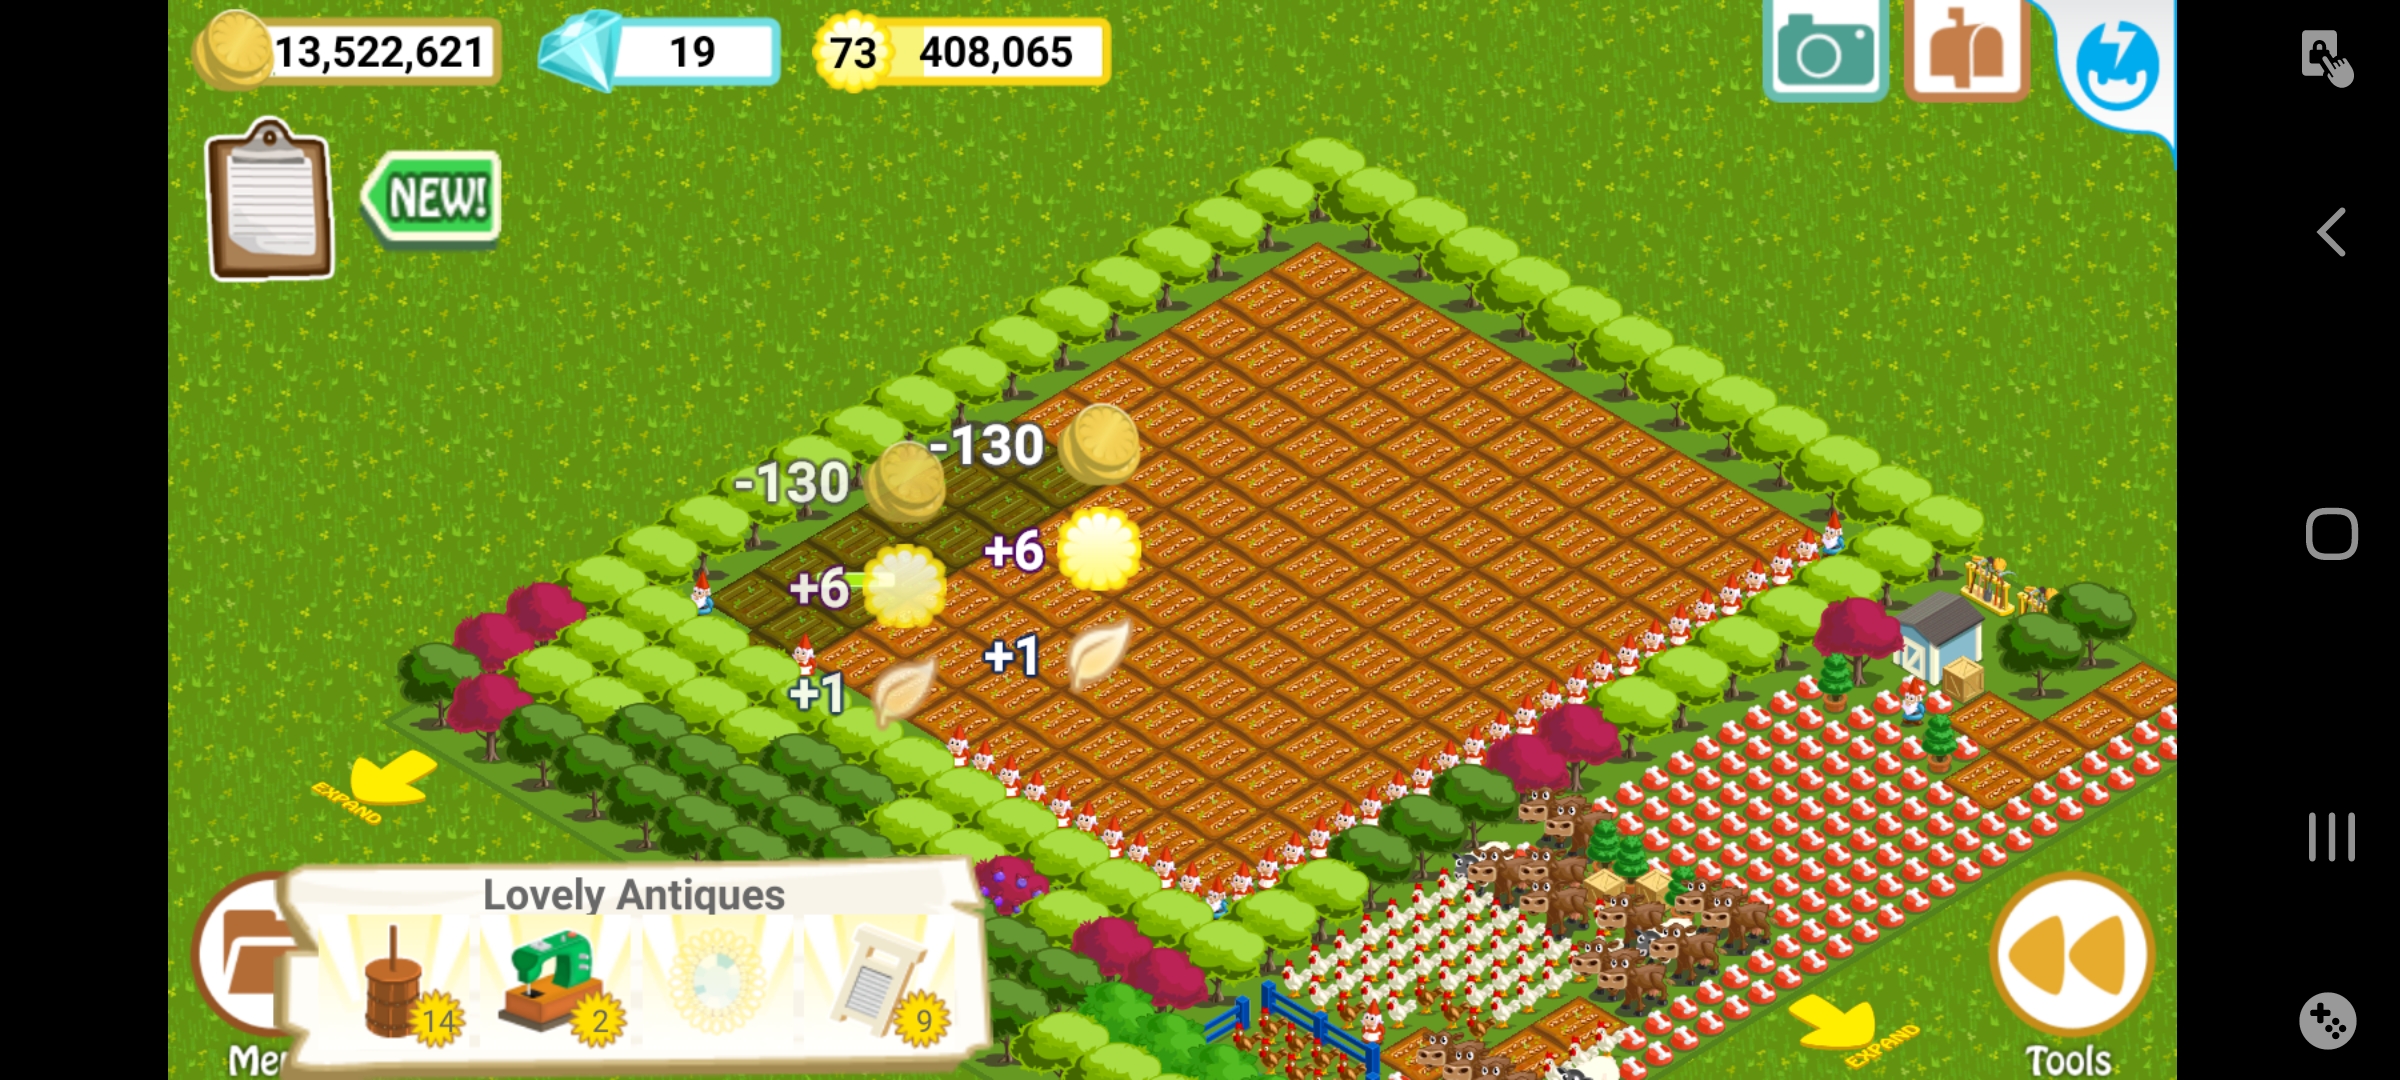 13,522,621
19
73
408,065
NEW!
-130
-130
+6
+6
+1
+1
EXPAND
Lovely Antiques
14
2
9
Me
EXPAND
Tools